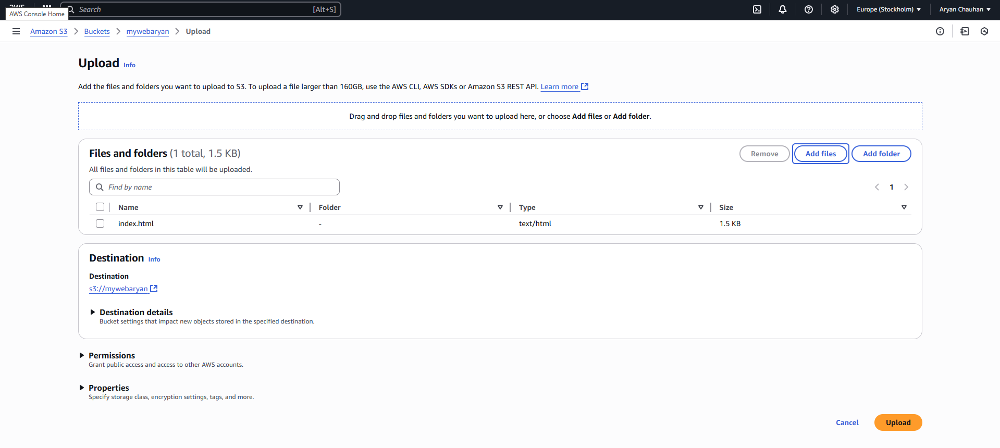 aws
Search
[Alt+S]
Europe (Stockholm)
Aryan Chauhan
AWS Console Home
Amazon S3
Buckets
mywebaryan
Upload
Upload Info
Add the files and folders you want to upload to S3. To upload a file larger than 160GB, use the AWS CLI, AWS SDKs or Amazon S3 REST API. Learn more
Drag and drop files and folders you want to upload here, or choose Add files or Add folder.
Files and folders (1 total, 1.5 KB)
Remove
Add files
Add folder
All files and folders in this table will be uploaded.
Find by name
1
Name
Folder
Type
Size
index.html
-
text/html
1.5 KB
Destination Info
Destination
s3://mywebaryan
Destination details
Bucket settings that impact new objects stored in the specified destination.
Permissions
Grant public access and access to other AWS accounts.
Properties
Specify storage class, encryption settings, tags, and more.
Cancel
Upload